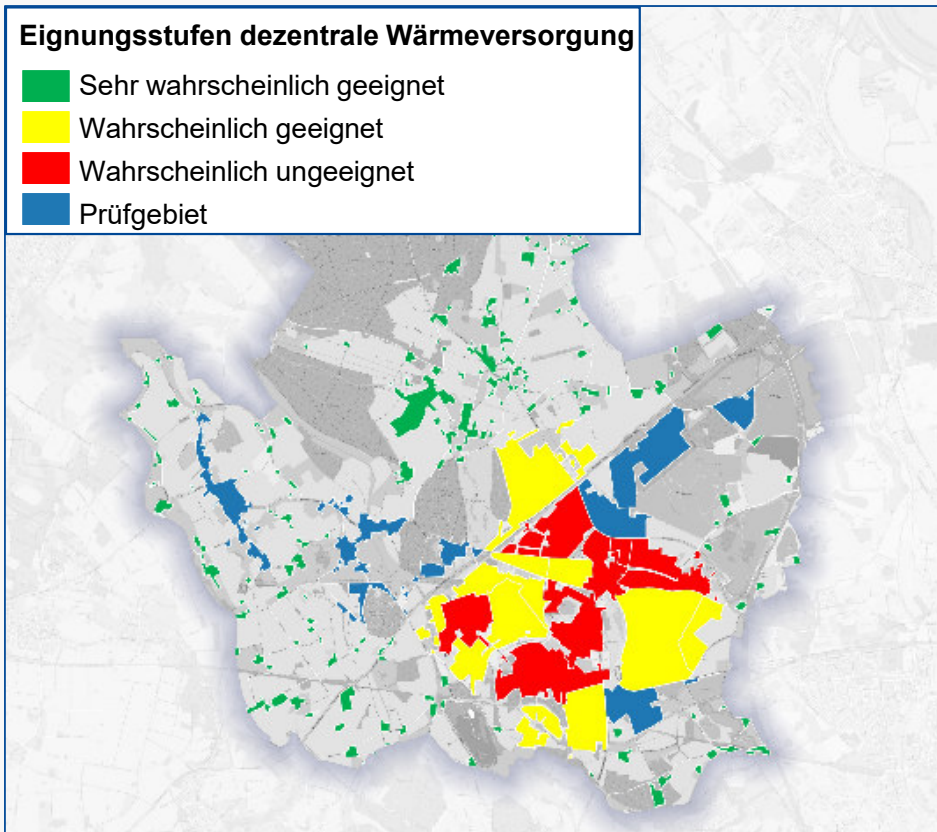 Eignungsstufen dezentrale Wärmeversorgung
Sehr wahrscheinlich geeignet
Wahrscheinlich geeignet
Wahrscheinlich ungeeignet
Prüfgebiet